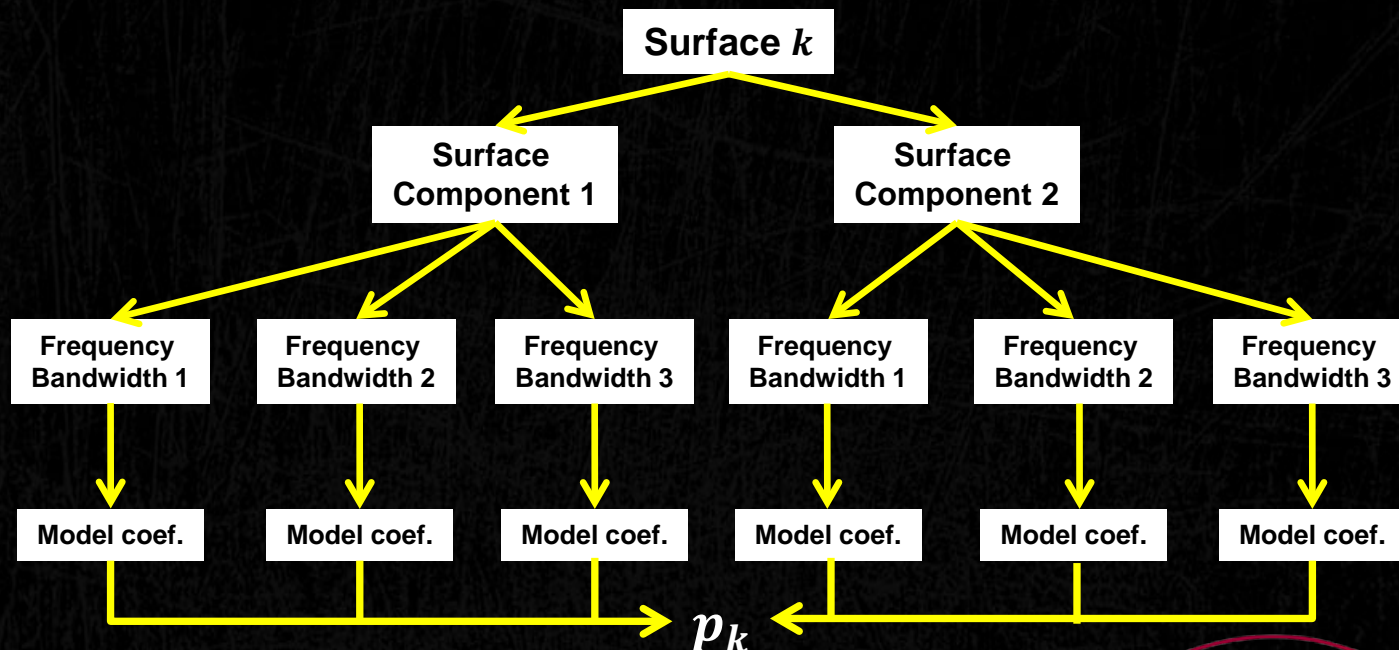 Surface k
Surface
Component 1
Surface
Component 2
Frequency
Bandwidth 1
Frequency
Bandwidth 2
Frequency
Bandwidth 3
Frequency
Bandwidth 1
Frequency
Bandwidth 2
Frequency
Bandwidth 3
Model coef.
Model coef.
Model coef.
Model coef.
Model coef.
Model coef.
p_k